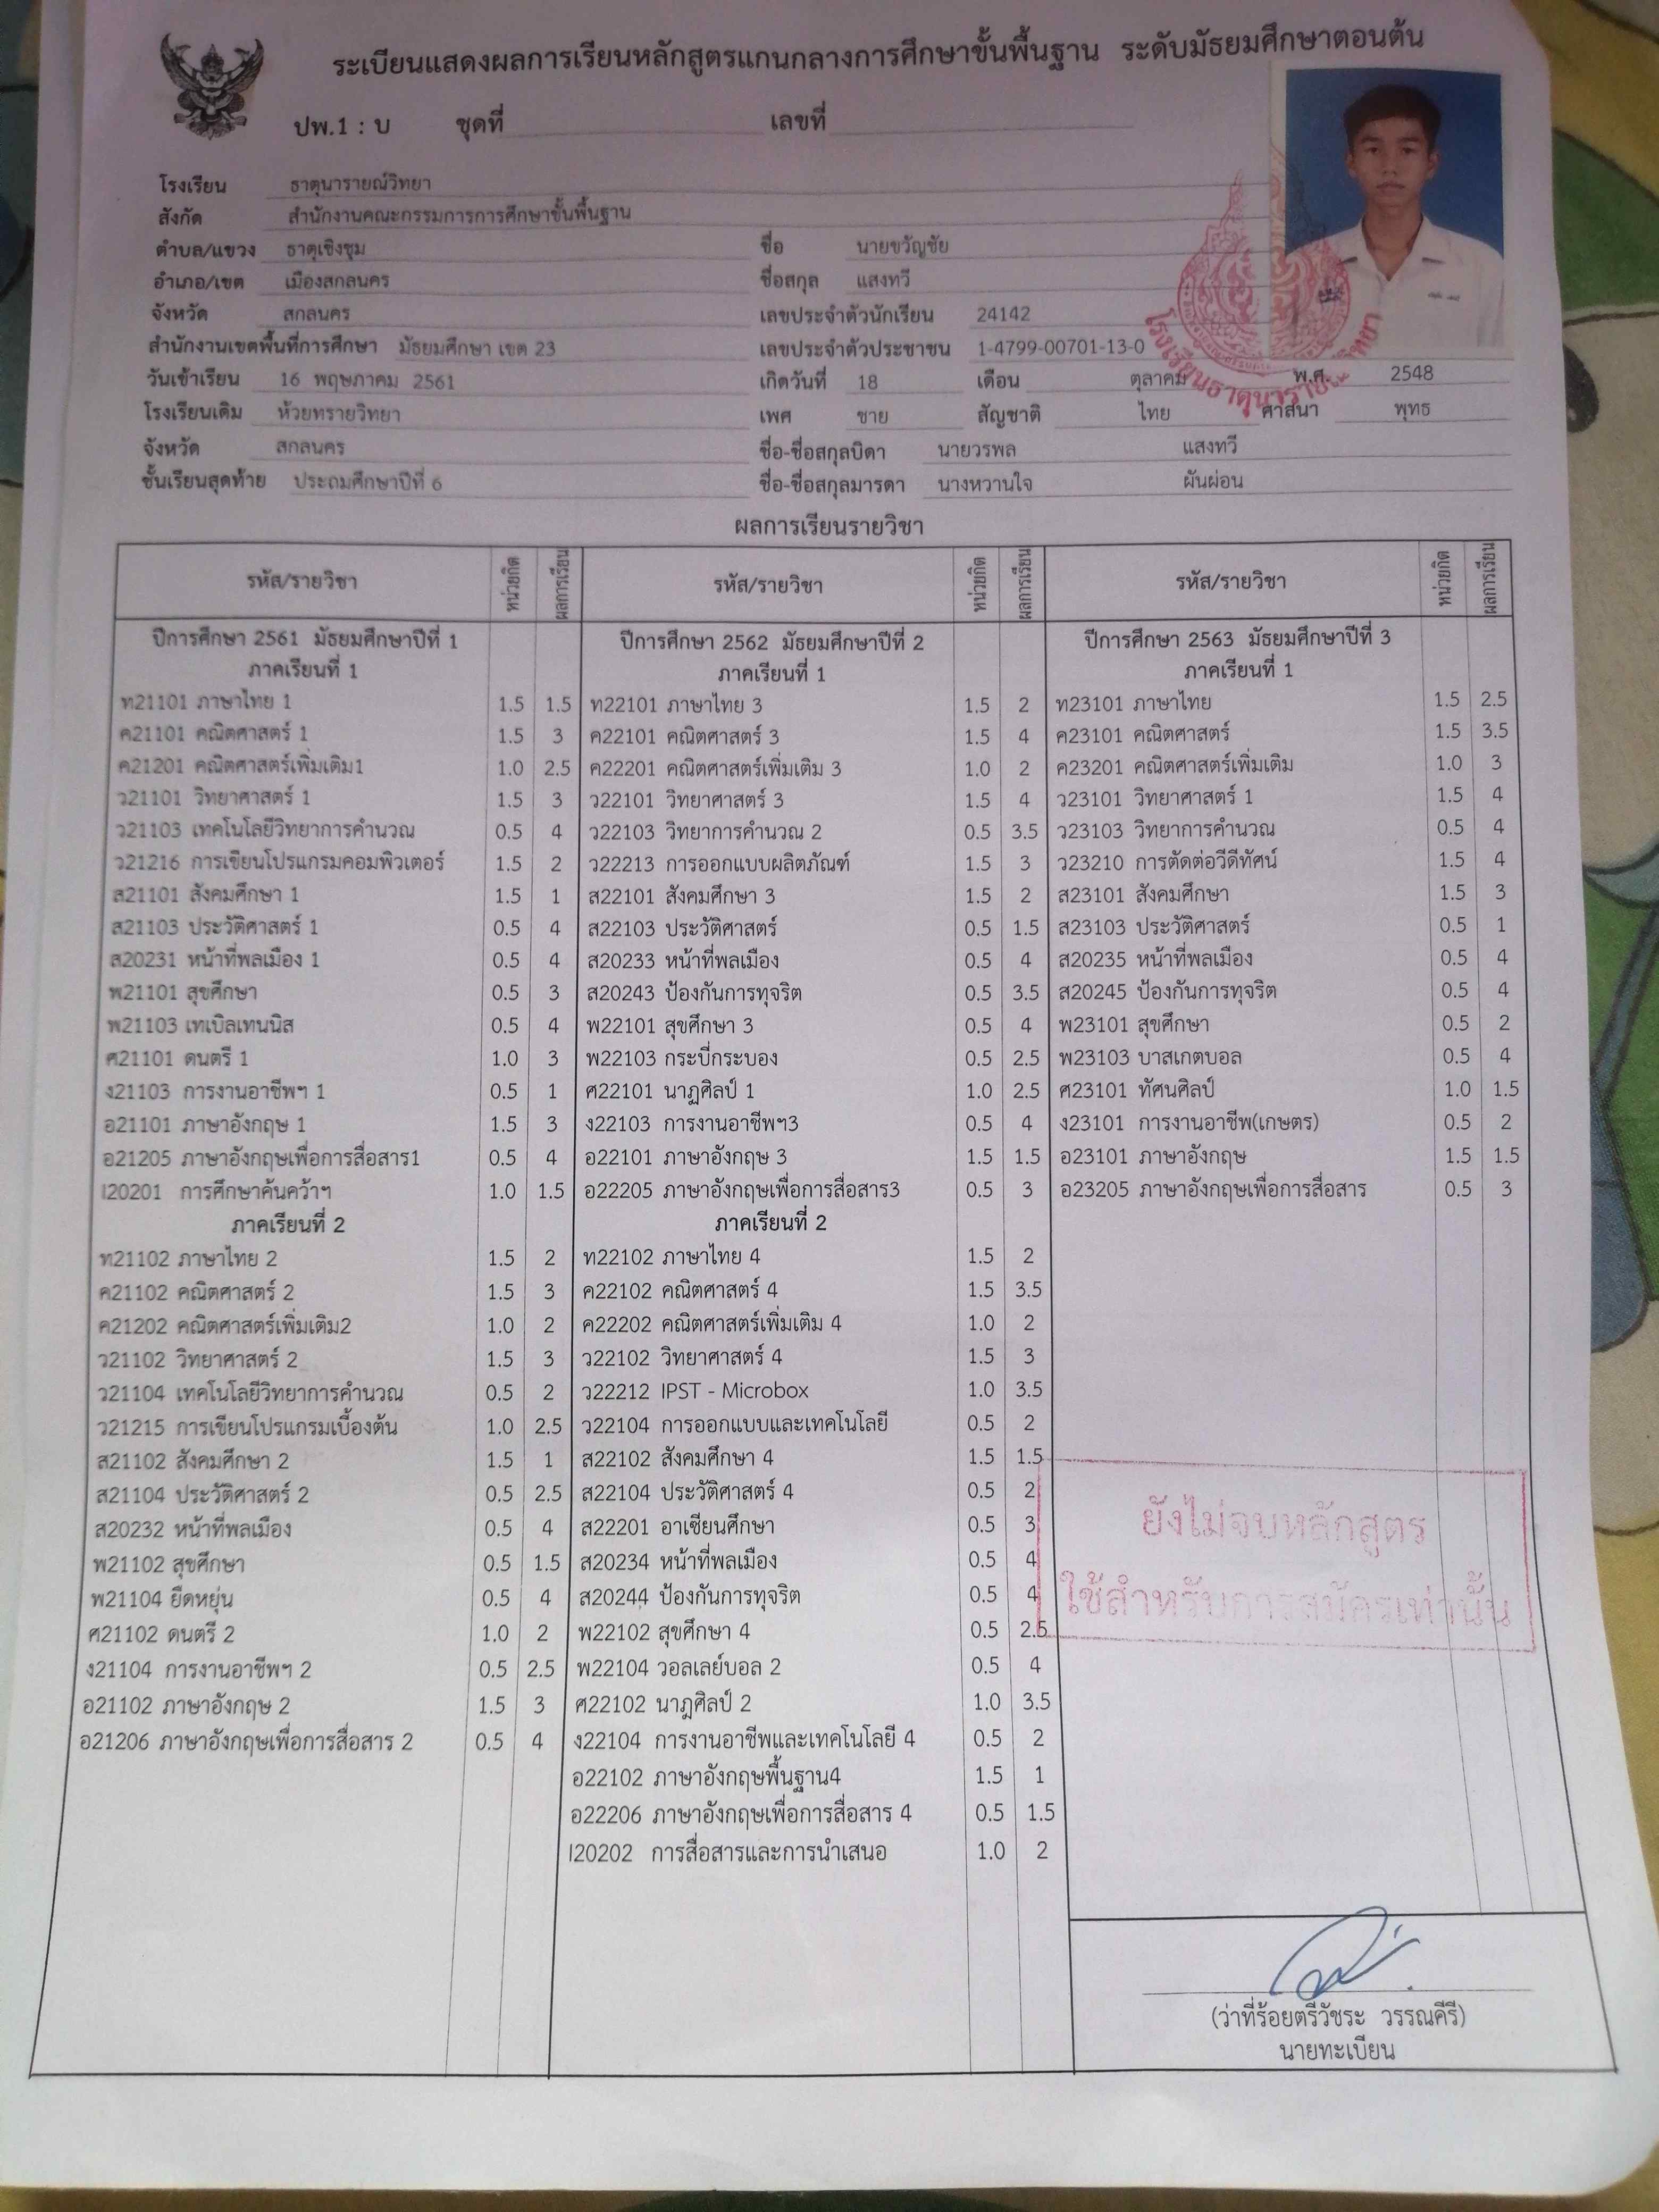 ระเบียนแสดงผลการเรียนหลักสูตรแกนกลางการศึกษาขั้นพื้นฐาน ระดับมัธยมศึกษาตอนต้น
ปพ.1 : บ ชุดที่ เลขที่
โรงเรียน ธาตุนารายณ์วิทยา
สังกัด สำนักงานคณะกรรมการการศึกษาขั้นพื้นฐาน
ตำบล/แขวง ธาตุเชิงชุม
อำเภอ/เขต เมืองสกลนคร
จังหวัด สกลนคร
สำนักงานเขตพื้นที่การศึกษา มัธยมศึกษา เขต 23
วันเข้าเรียน 16 พฤษภาคม 2561
โรงเรียนเดิม ห้วยทรายวิทยา
จังหวัด สกลนคร
ชั้นเรียนสุดท้าย ประถมศึกษาปีที่ 6
ชื่อ นายขวัญชัย
ชื่อสกุล แสงทวี
เลขประจำตัวนักเรียน 24142
เลขประจำตัวประชาชน 1-4799-00701-13-0
เกิดวันที่ 18 เดือน ตุลาคม พ.ศ. 2548
เพศ ชาย สัญชาติ ไทย ศาสนา พุทธ
ชื่อ-ชื่อสกุลบิดา นายวรพล แสงทวี
ชื่อ-ชื่อสกุลมารดา นางหวานใจ ผันผ่อน
โรงเรียนธาตุนารายณ์วิทยา
ผลการเรียนรายวิชา
รหัส/รายวิชา หน่วยกิต ผลการเรียน
ปีการศึกษา 2561 มัธยมศึกษาปีที่ 1
ภาคเรียนที่ 1
ท21101 ภาษาไทย 1 1.5 1.5
ค21101 คณิตศาสตร์ 1 1.5 3
ค21201 คณิตศาสตร์เพิ่มเติม1 1.0 2.5
ว21101 วิทยาศาสตร์ 1 1.5 3
ว21103 เทคโนโลยีวิทยาการคำนวณ 0.5 4
ว21216 การเขียนโปรแกรมคอมพิวเตอร์ 1.5 2
ส21101 สังคมศึกษา 1 1.5 1
ส21103 ประวัติศาสตร์ 1 0.5 4
ส20231 หน้าที่พลเมือง 1 0.5 4
พ21101 สุขศึกษา 0.5 3
พ21103 เทเบิลเทนนิส 0.5 4
ศ21101 ดนตรี 1 1.0 3
ง21103 การงานอาชีพฯ 1 0.5 1
อ21101 ภาษาอังกฤษ 1 1.5 3
อ21205 ภาษาอังกฤษเพื่อการสื่อสาร1 0.5 4
I20201 การศึกษาค้นคว้าฯ 1.0 1.5
ภาคเรียนที่ 2
ท21102 ภาษาไทย 2 1.5 2
ค21102 คณิตศาสตร์ 2 1.5 3
ค21202 คณิตศาสตร์เพิ่มเติม2 1.0 2
ว21102 วิทยาศาสตร์ 2 1.5 3
ว21104 เทคโนโลยีวิทยาการคำนวณ 0.5 2
ว21215 การเขียนโปรแกรมเบื้องต้น 1.0 2.5
ส21102 สังคมศึกษา 2 1.5 1
ส21104 ประวัติศาสตร์ 2 0.5 2.5
ส20232 หน้าที่พลเมือง 0.5 4
พ21102 สุขศึกษา 0.5 1.5
พ21104 ยืดหยุ่น 0.5 4
ศ21102 ดนตรี 2 1.0 2
ง21104 การงานอาชีพฯ 2 0.5 2.5
อ21102 ภาษาอังกฤษ 2 1.5 3
อ21206 ภาษาอังกฤษเพื่อการสื่อสาร 2 0.5 4
รหัส/รายวิชา หน่วยกิต ผลการเรียน
ปีการศึกษา 2562 มัธยมศึกษาปีที่ 2
ภาคเรียนที่ 1
ท22101 ภาษาไทย 3 1.5 2
ค22101 คณิตศาสตร์ 3 1.5 4
ค22201 คณิตศาสตร์เพิ่มเติม 3 1.0 2
ว22101 วิทยาศาสตร์ 3 1.5 4
ว22103 วิทยาการคำนวณ 2 0.5 3.5
ว22213 การออกแบบผลิตภัณฑ์ 1.5 3
ส22101 สังคมศึกษา 3 1.5 2
ส22103 ประวัติศาสตร์ 0.5 1.5
ส20233 หน้าที่พลเมือง 0.5 4
ส20243 ป้องกันการทุจริต 0.5 3.5
พ22101 สุขศึกษา 3 0.5 4
พ22103 กระบี่กระบอง 0.5 2.5
ศ22101 นาฏศิลป์ 1 1.0 2.5
ง22103 การงานอาชีพฯ3 0.5 4
อ22101 ภาษาอังกฤษ 3 1.5 1.5
อ22205 ภาษาอังกฤษเพื่อการสื่อสาร3 0.5 3
ภาคเรียนที่ 2
ท22102 ภาษาไทย 4 1.5 2
ค22102 คณิตศาสตร์ 4 1.5 3.5
ค22202 คณิตศาสตร์เพิ่มเติม 4 1.0 2
ว22102 วิทยาศาสตร์ 4 1.5 3
ว22212 IPST - Microbox 1.0 3.5
ว22104 การออกแบบและเทคโนโลยี 0.5 2
ส22102 สังคมศึกษา 4 1.5 1.5
ส22104 ประวัติศาสตร์ 4 0.5 2
ส22201 อาเซียนศึกษา 0.5 3
ส20234 หน้าที่พลเมือง 0.5 4
ส20244 ป้องกันการทุจริต 0.5 4
พ22102 สุขศึกษา 4 0.5 2.5
พ22104 วอลเลย์บอล 2 0.5 4
ศ22102 นาฏศิลป์ 2 1.0 3.5
ง22104 การงานอาชีพและเทคโนโลยี 4 0.5 2
อ22102 ภาษาอังกฤษพื้นฐาน4 1.5 1
อ22206 ภาษาอังกฤษเพื่อการสื่อสาร 4 0.5 1.5
I20202 การสื่อสารและการนำเสนอ 1.0 2
รหัส/รายวิชา หน่วยกิต ผลการเรียน
ปีการศึกษา 2563 มัธยมศึกษาปีที่ 3
ภาคเรียนที่ 1
ท23101 ภาษาไทย 1.5 2.5
ค23101 คณิตศาสตร์ 1.5 3.5
ค23201 คณิตศาสตร์เพิ่มเติม 1.0 3
ว23101 วิทยาศาสตร์ 1 1.5 4
ว23103 วิทยาการคำนวณ 0.5 4
ว23210 การตัดต่อวีดีทัศน์ 1.5 4
ส23101 สังคมศึกษา 1.5 3
ส23103 ประวัติศาสตร์ 0.5 1
ส20235 หน้าที่พลเมือง 0.5 4
ส20245 ป้องกันการทุจริต 0.5 4
พ23101 สุขศึกษา 0.5 2
พ23103 บาสเกตบอล 0.5 4
ศ23101 ทัศนศิลป์ 1.0 1.5
ง23101 การงานอาชีพ(เกษตร) 0.5 2
อ23101 ภาษาอังกฤษ 1.5 1.5
อ23205 ภาษาอังกฤษเพื่อการสื่อสาร 0.5 3
ยังไม่จบหลักสูตร
ใช้สำหรับการสมัครเท่านั้น
(ว่าที่ร้อยตรีวัชระ วรรณคีรี)
นายทะเบียน